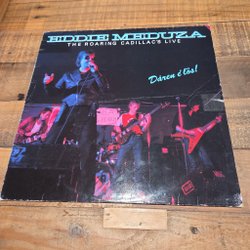 EDDIE MEDUZA
THE ROARING CADILLAC'S LIVE
Dåren é lös!